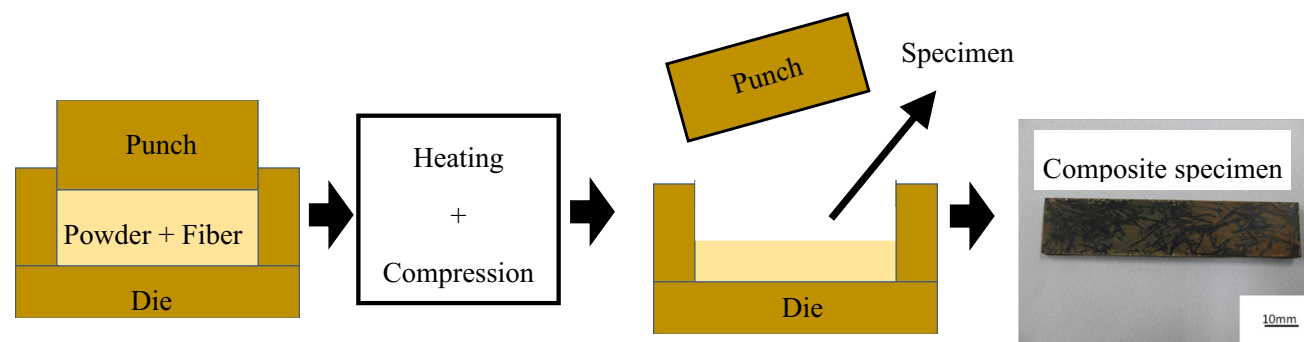 Punch
Powder + Fiber
Die
Heating
+
Compression
Punch
Specimen
Die
Composite specimen
10mm